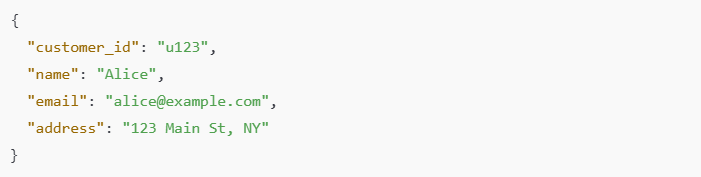 {
  "customer_id": "u123",
  "name": "Alice",
  "email": "alice@example.com",
  "address": "123 Main St, NY"
}